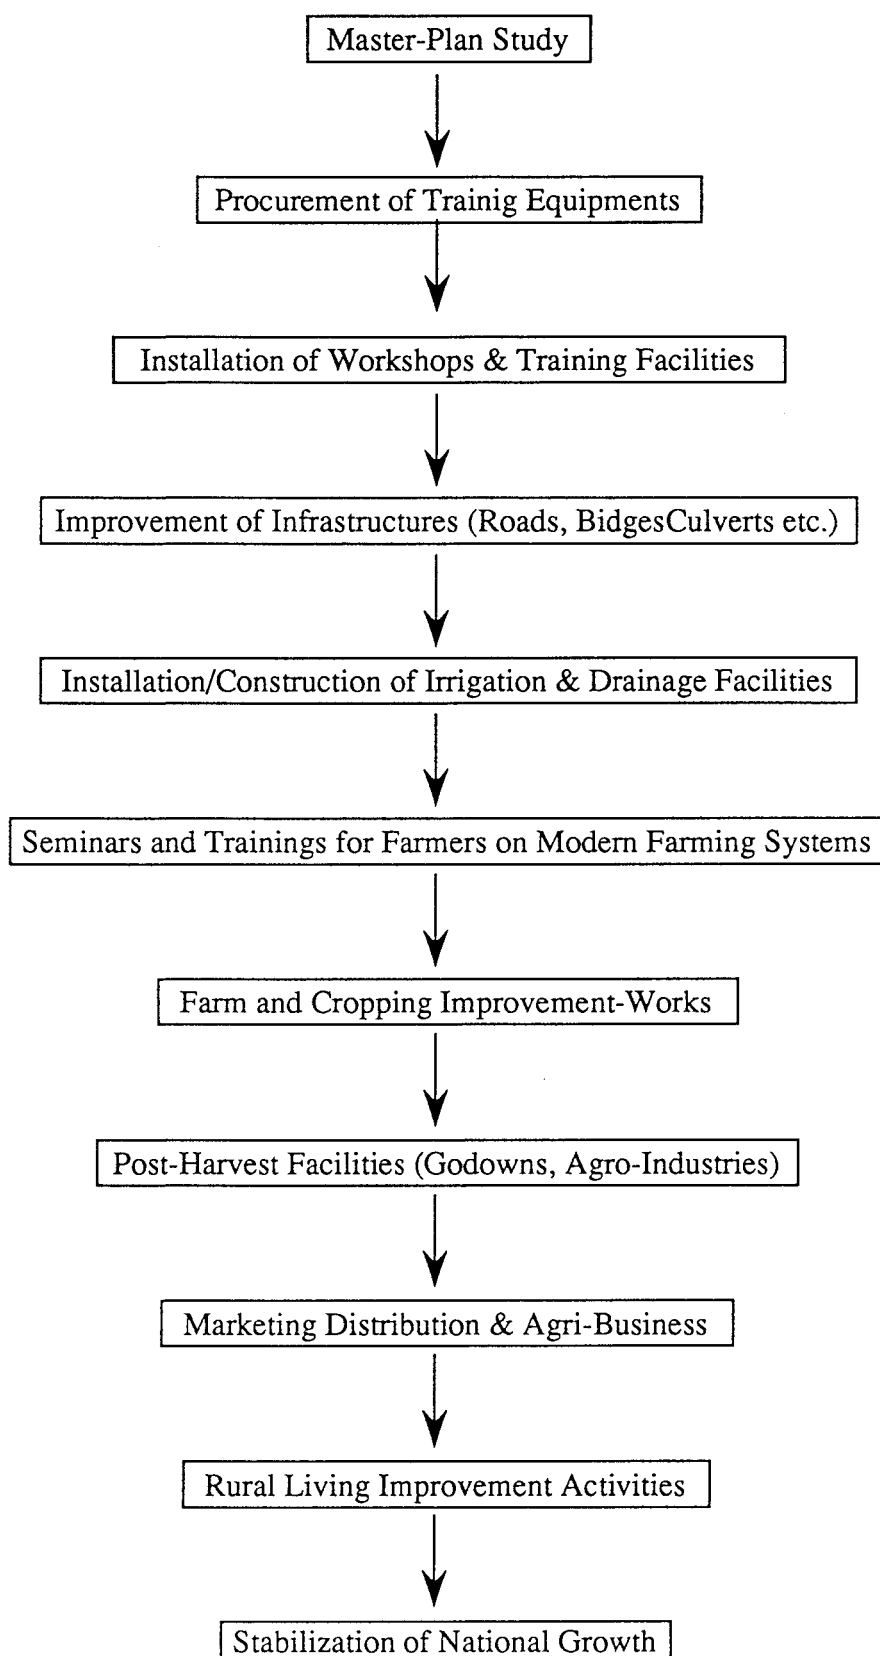 Master-Plan Study
Procurement of Trainig Equipments
Installation of Workshops & Training Facilities
Improvement of Infrastructures (Roads, BidgesCulverts etc.)
Installation/Construction of Irrigation & Drainage Facilities
Seminars and Trainings for Farmers on Modern Farming Systems
Farm and Cropping Improvement-Works
Post-Harvest Facilities (Godowns, Agro-Industries)
Marketing Distribution & Agri-Business
Rural Living Improvement Activities
Stabilization of National Growth